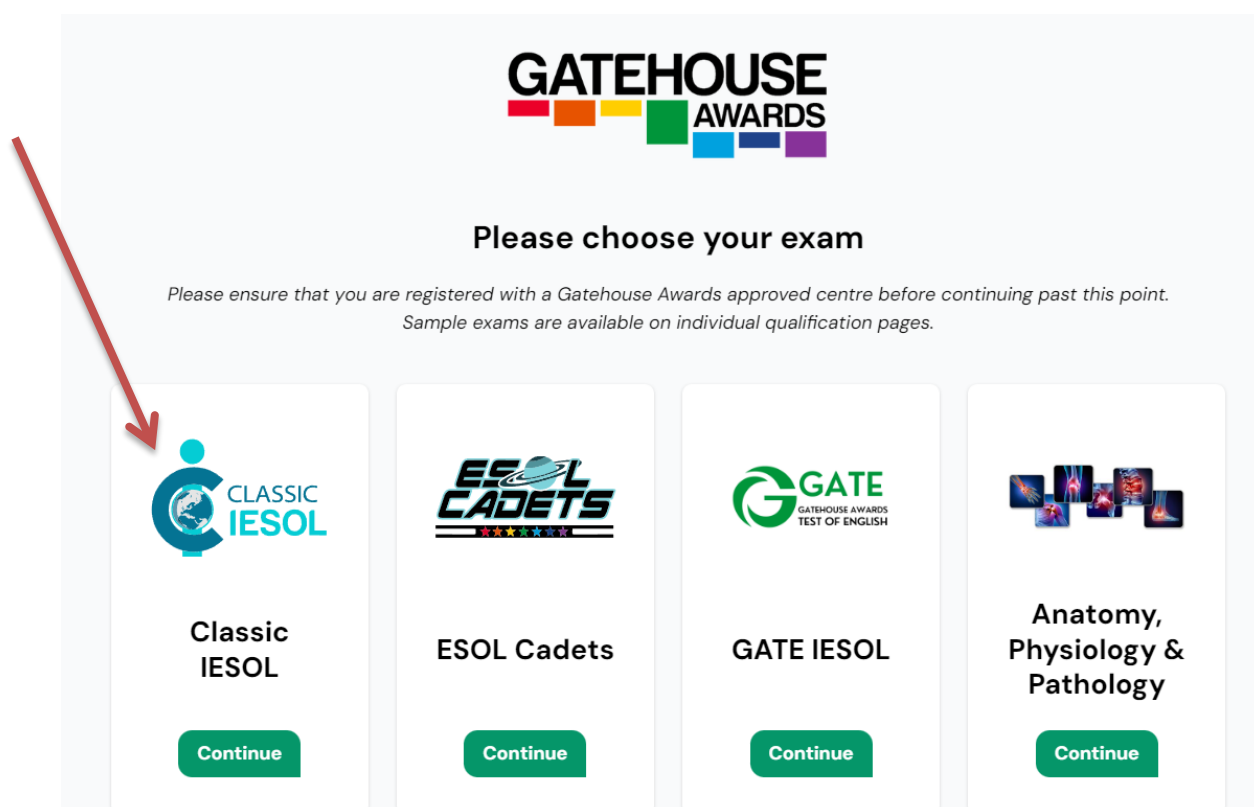 GATEHOUSE
AWARDS
Please choose your exam
Please ensure that you are registered with a Gatehouse Awards approved centre before continuing past this point.
Sample exams are available on individual qualification pages.
CLASSIC
IESOL
ESOL
CADETS
GATE
GATEHOUSE AWARDS
TEST OF ENGLISH
Classic
IESOL
ESOL Cadets
GATE IESOL
Anatomy,
Physiology &
Pathology
Continue
Continue
Continue
Continue